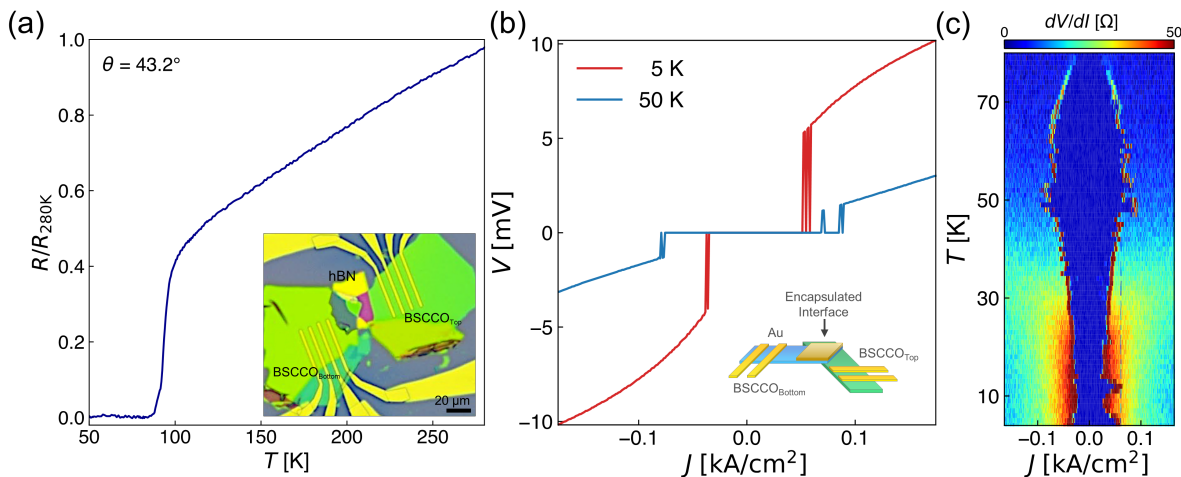 (a)
θ = 43.2°
R/R280K
1.0
0.8
0.6
0.4
0.2
0.0
50
100
150
200
250
T [K]
hBN
BSCCOTop
BSCCOBottom
20 μm
(b)
5 K
50 K
V [mV]
10
5
0
−5
−10
−0.1
0.0
0.1
J [kA/cm²]
Encapsulated
Interface
Au
BSCCOTop
BSCCOBottom
(c)
dV/dI [Ω]
0
50
T [K]
70
50
30
10
−0.1
0.0
0.1
J [kA/cm²]